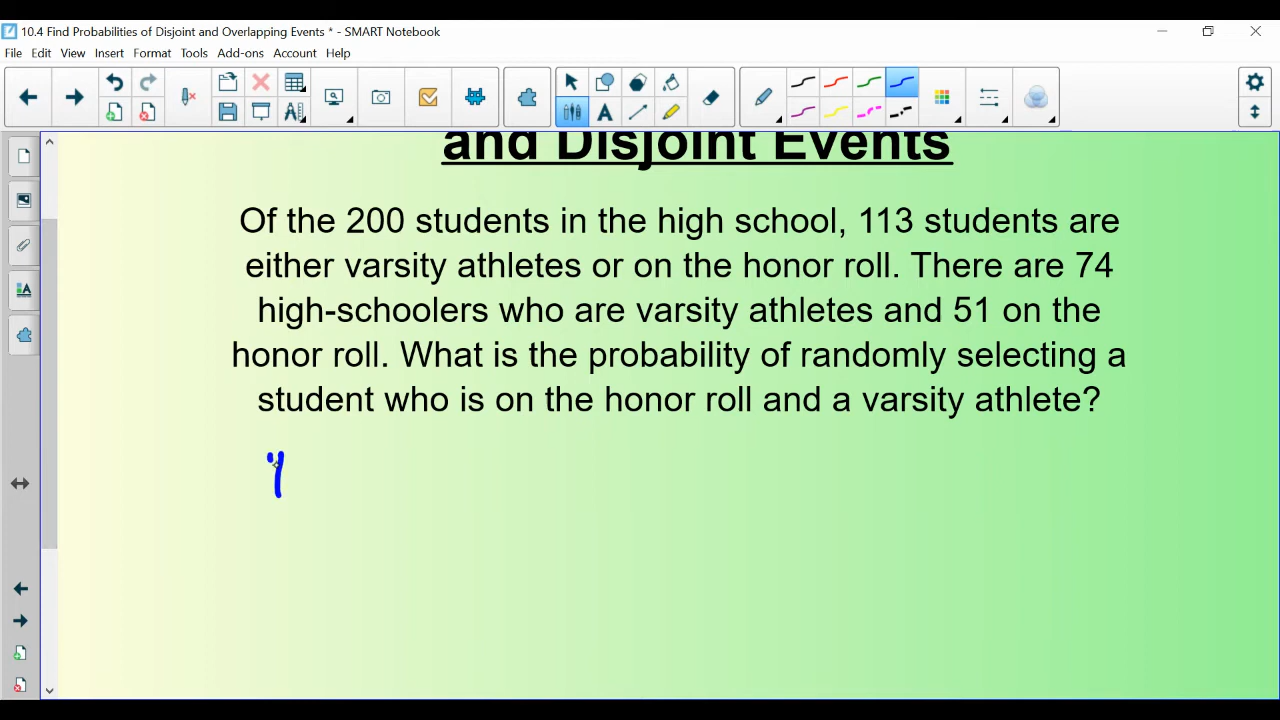 10.4 Find Probabilities of Disjoint and Overlapping Events * - SMART Notebook
File Edit View Insert Format Tools Add-ons Account Help
and Disjoint Events
Of the 200 students in the high school, 113 students are
either varsity athletes or on the honor roll. There are 74
high-schoolers who are varsity athletes and 51 on the
honor roll. What is the probability of randomly selecting a
student who is on the honor roll and a varsity athlete?